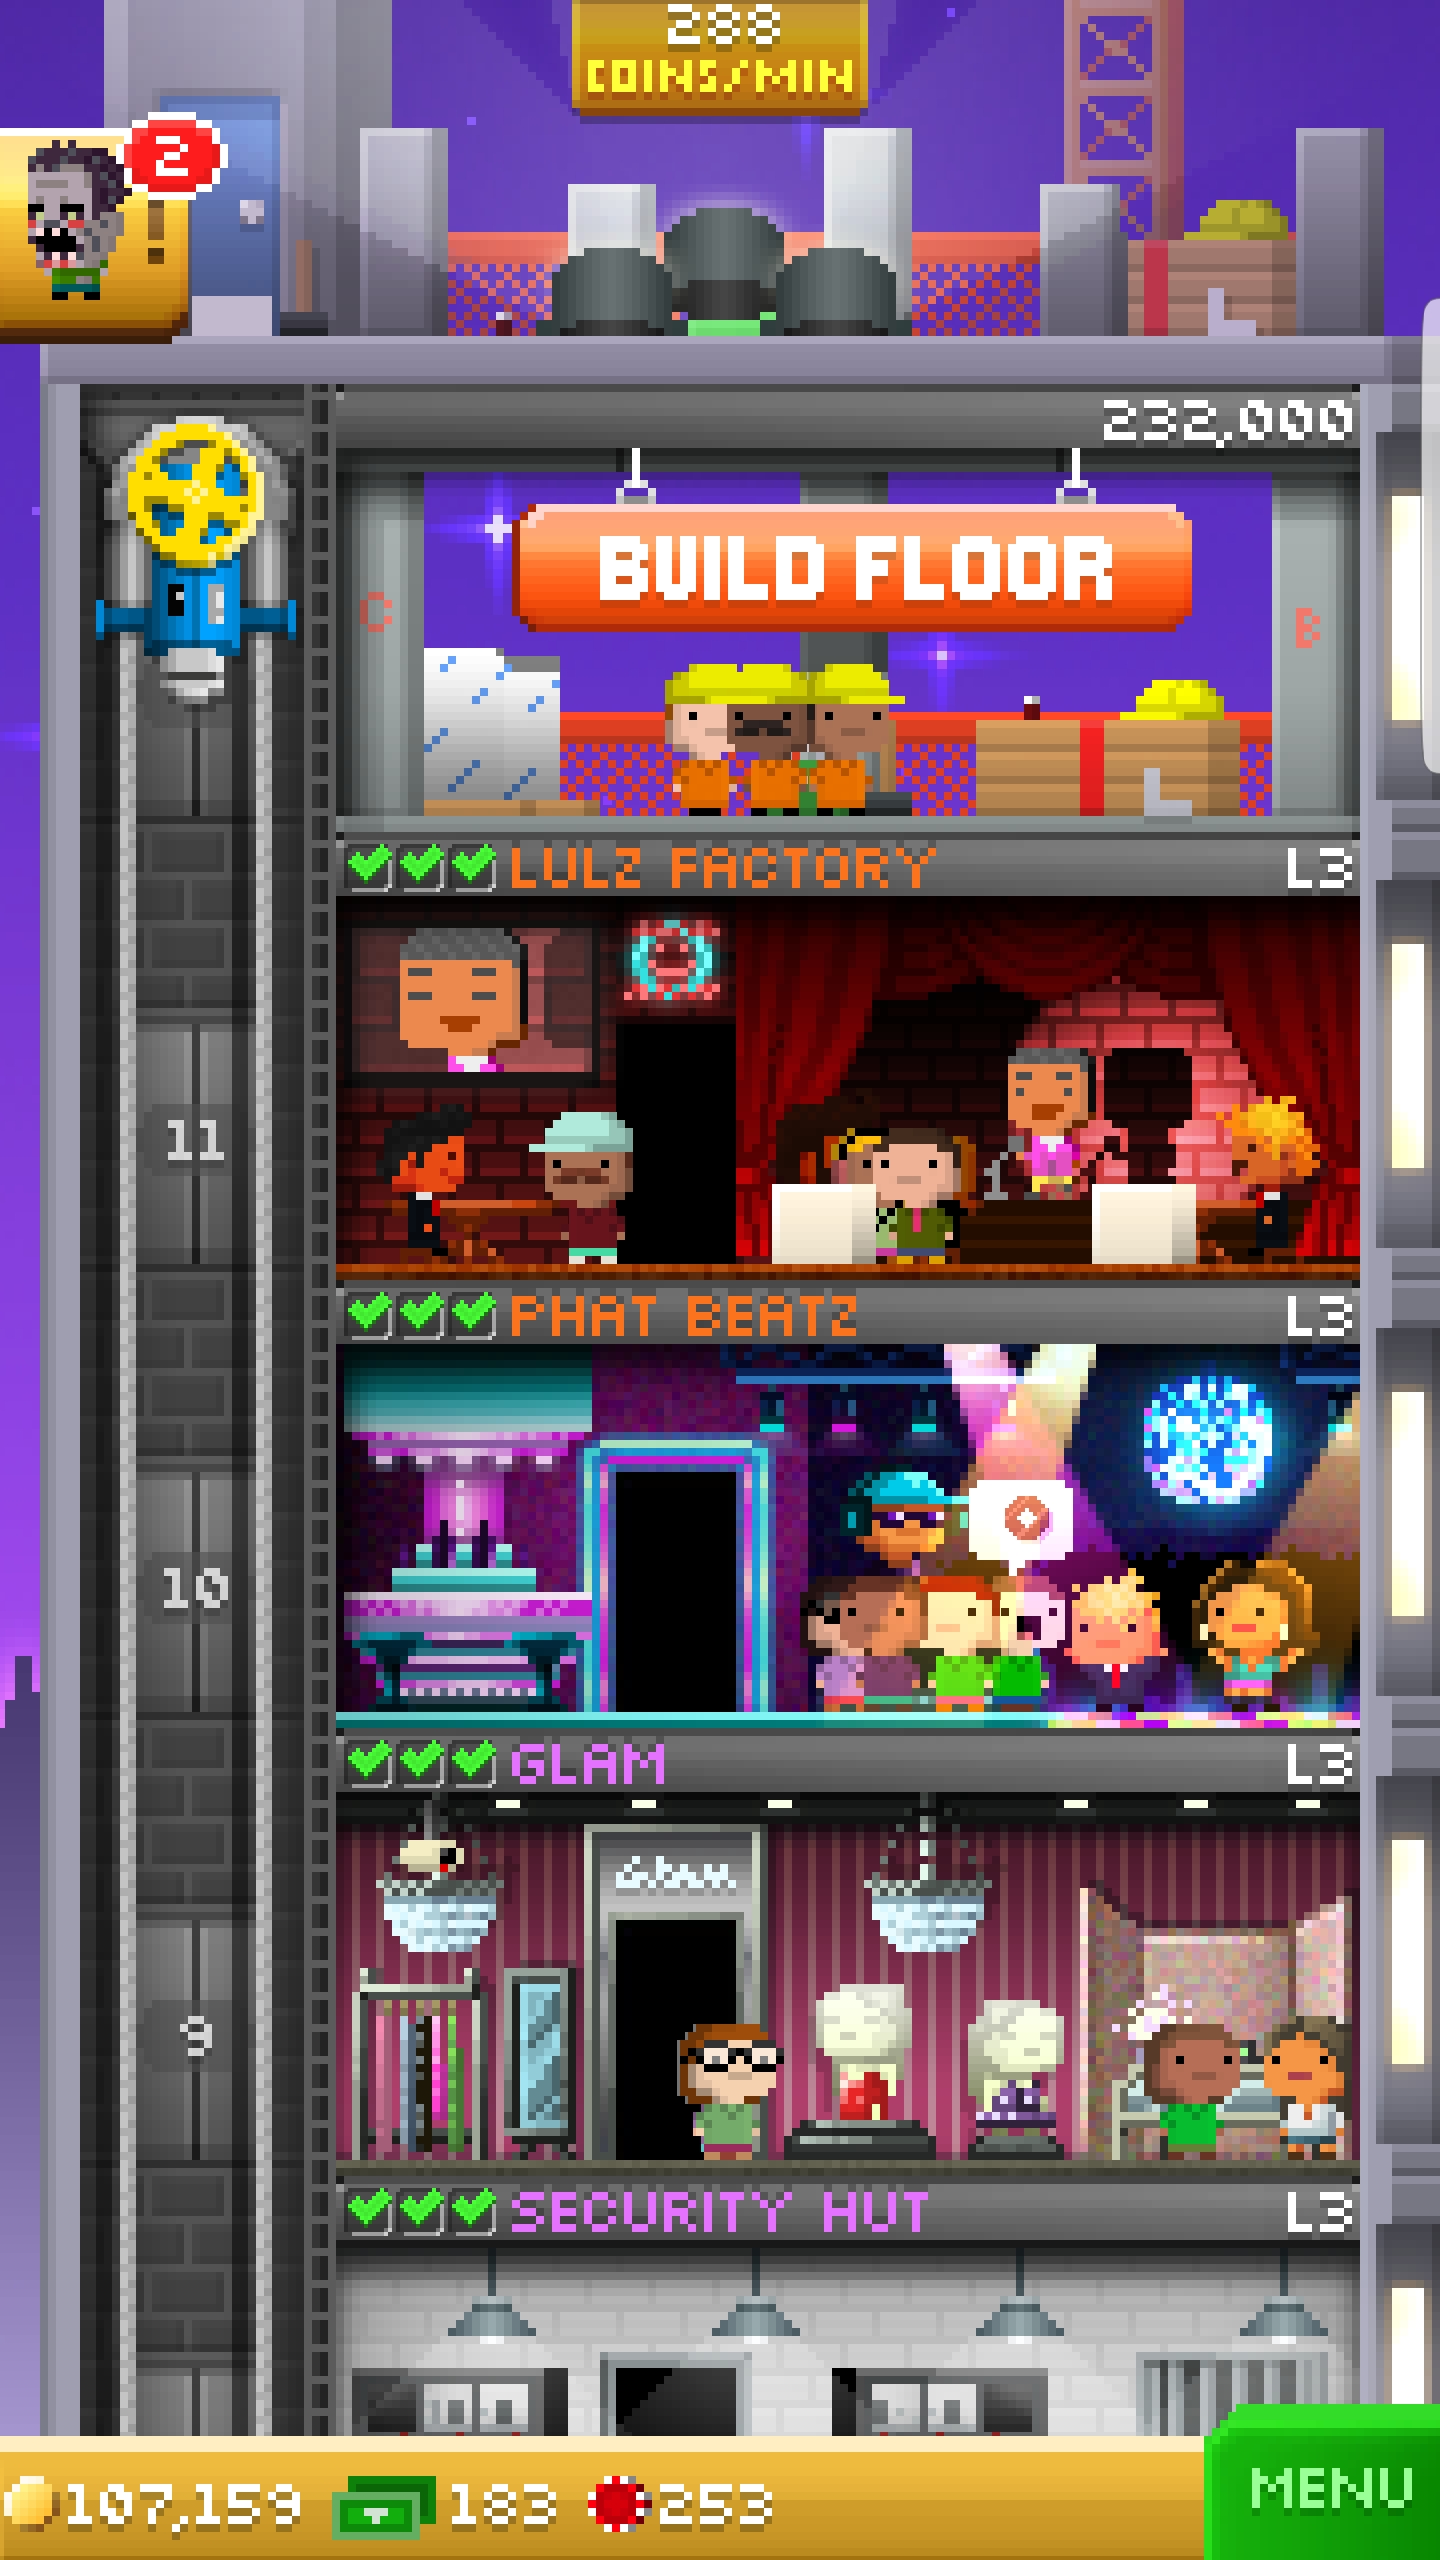 288
COINS/MIN
2
!
232,000
BUILD FLOOR
C
B
LULZ FACTORY L3
11
PHAT BEATZ L3
10
GLAM L3
Glam
9
SECURITY HUT L3
107,159 183 253
MENU